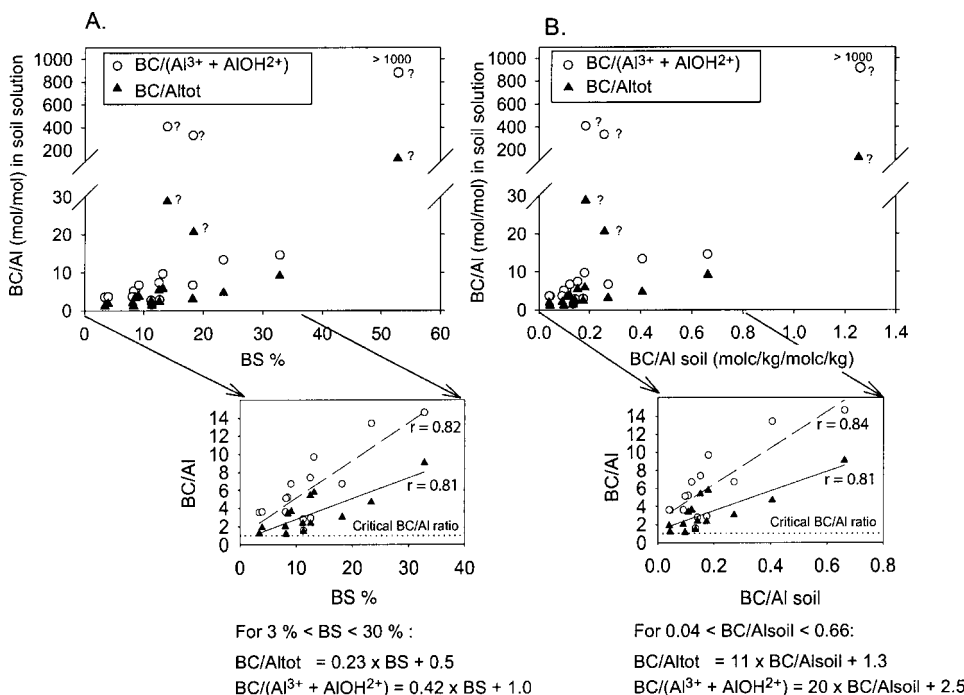 A.
BC/(Al³⁺ + AlOH²⁺)
BC/Altot
> 1000
?
?
?
?
?
?
1000
800
600
400
200
30
20
10
0
BC/Al (mol/mol) in soil solution
0 10 20 30 40 50 60
BS %
B.
BC/(Al³⁺ + AlOH²⁺)
BC/Altot
> 1000
?
?
?
?
?
?
1000
800
600
400
200
30
20
10
0
BC/Al (mol/mol) in soil solution
0.0 0.2 0.4 0.6 0.8 1.0 1.2 1.4
BC/Al soil (molc/kg/molc/kg)
14
12
10
8
6
4
2
0
BC/Al
r = 0.82
r = 0.81
Critical BC/Al ratio
0 10 20 30 40
BS %
For 3 % < BS < 30 % :
BC/Altot = 0.23 x BS + 0.5
BC/(Al³⁺ + AlOH²⁺) = 0.42 x BS + 1.0
16
14
12
10
8
6
4
2
0
BC/Al
r = 0.84
r = 0.81
Critical BC/Al ratio
0.0 0.2 0.4 0.6 0.8
BC/Al soil
For 0.04 < BC/Alsoil < 0.66:
BC/Altot = 11 x BC/Alsoil + 1.3
BC/(Al³⁺ + AlOH²⁺) = 20 x BC/Alsoil + 2.5